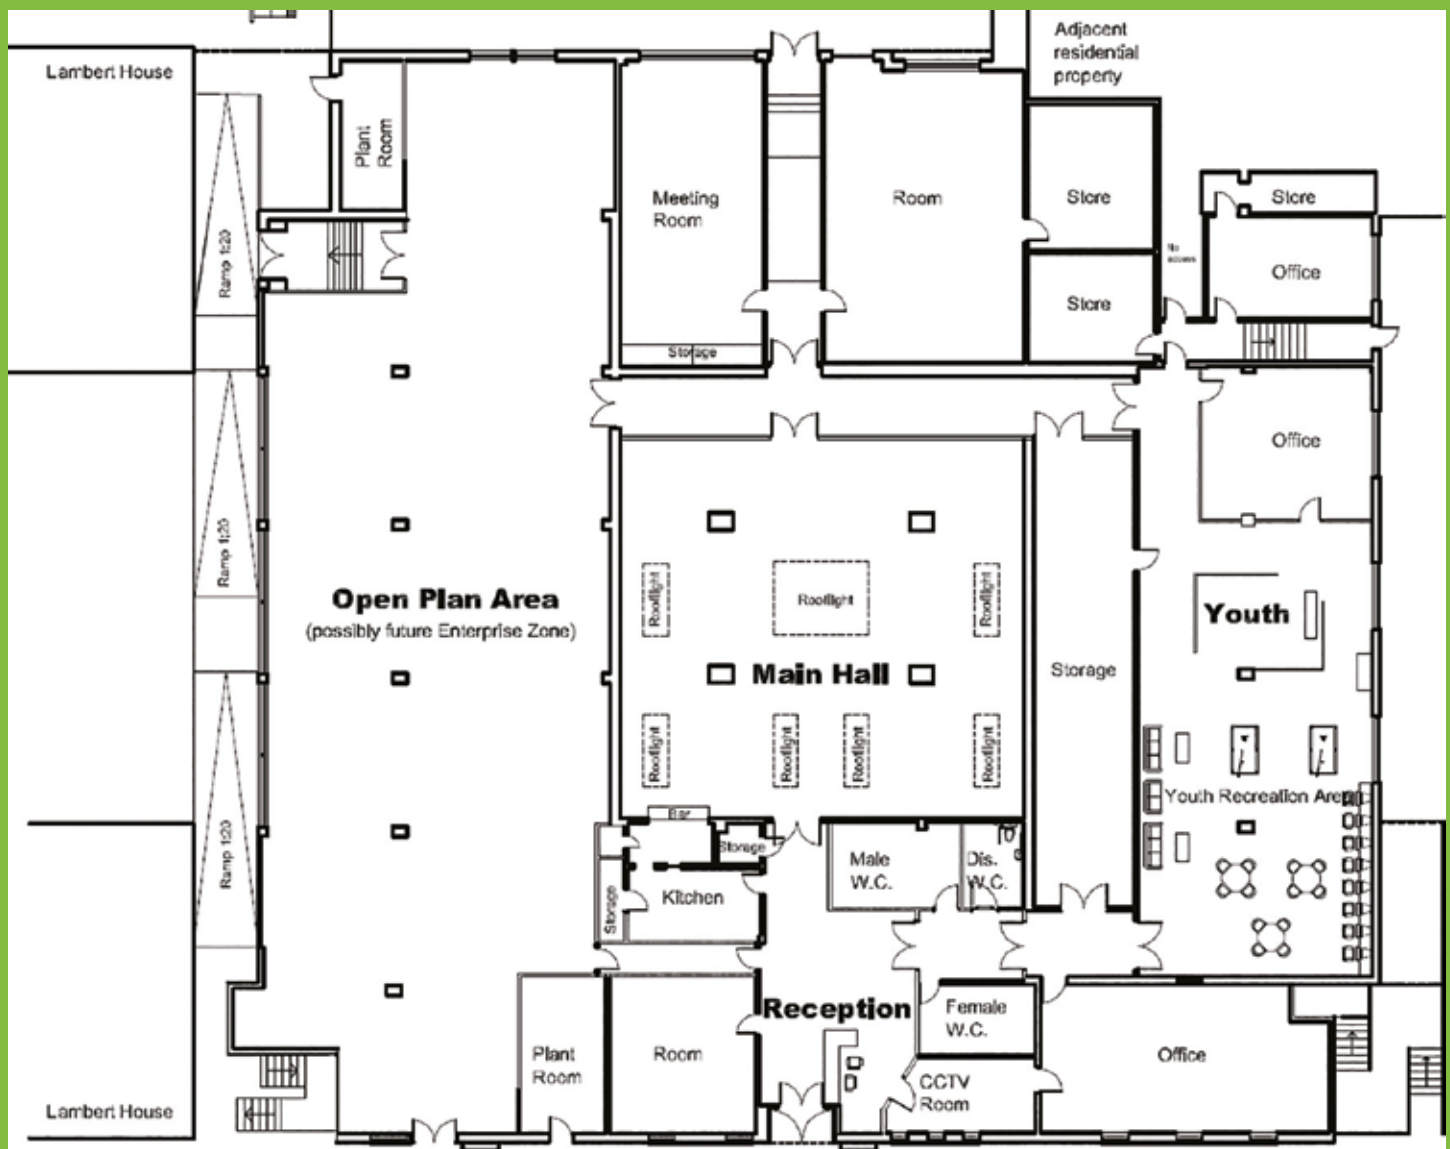 Adjacent
residential
property
Lambert House
Plant
Room
Meeting
Room
Room
Store
Store
No
access
Store
Office
Ramp 1:20
Storage
Office
Ramp 1:20
Open Plan Area
(possibly future Enterprise Zone)
Rooflight
Rooflight
Rooflight
Youth
Main Hall
Storage
Rooflight
Rooflight
Rooflight
Rooflight
Youth Recreation Area
Ramp 1:20
Bar
Storage
Male
W.C.
Dis.
W.C.
Kitchen
Storage
Reception
Female
W.C.
Plant
Room
Room
Office
CCTV
Room
Lambert House